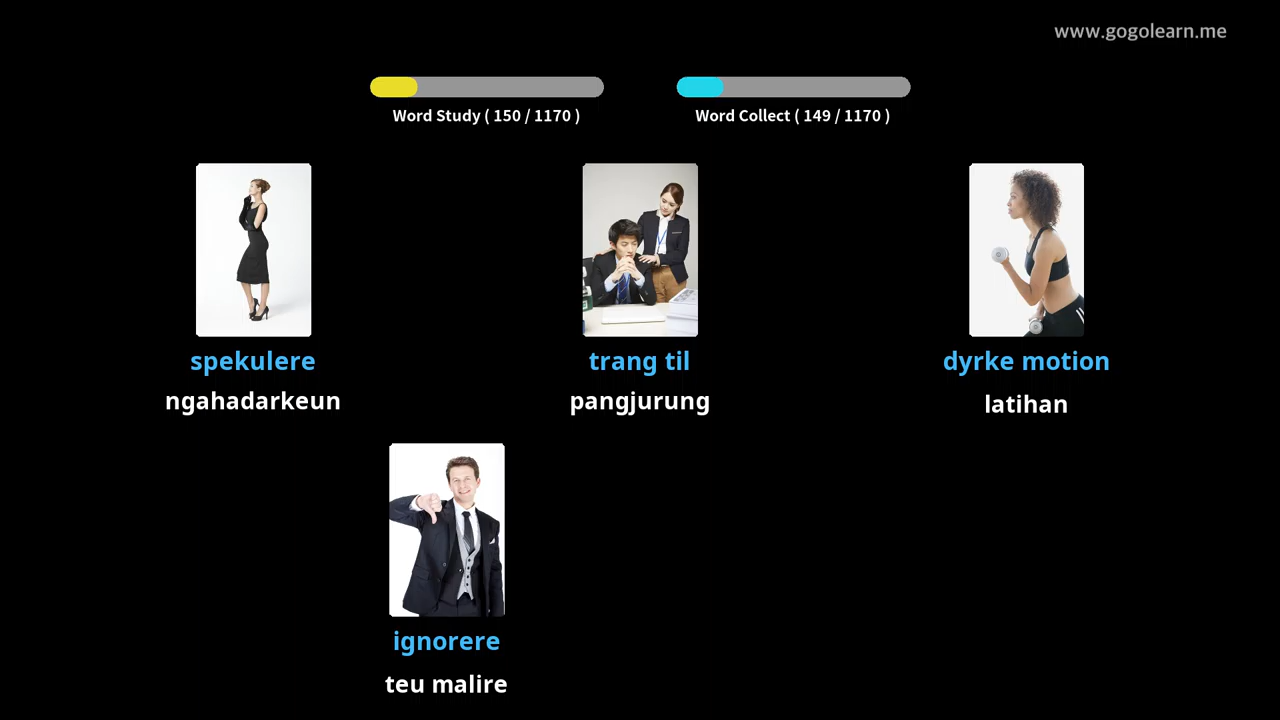 www.gogolearn.me
Word Study ( 150 / 1170 )
Word Collect ( 149 / 1170 )
spekulere
trang til
dyrke motion
ngahadarkeun
pangjurung
latihan
ignorere
teu malire